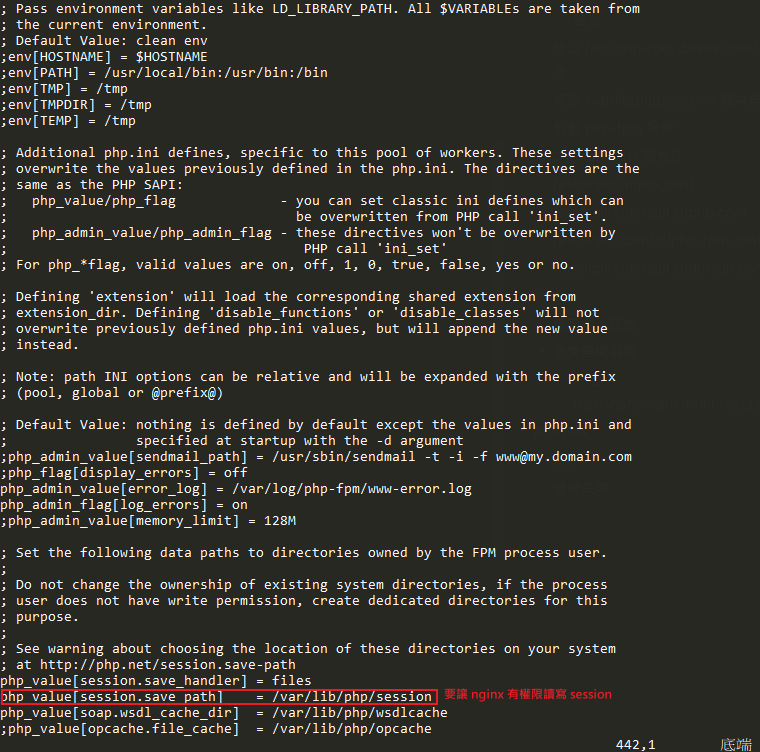 ; Pass environment variables like LD_LIBRARY_PATH. All $VARIABLEs are taken from
; the current environment.
; Default Value: clean env
;env[HOSTNAME] = $HOSTNAME
;env[PATH] = /usr/local/bin:/usr/bin:/bin
;env[TMP] = /tmp
;env[TMPDIR] = /tmp
;env[TEMP] = /tmp

; Additional php.ini defines, specific to this pool of workers. These settings
; overwrite the values previously defined in the php.ini. The directives are the
; same as the PHP SAPI:
;   php_value/php_flag             - you can set classic ini defines which can
;                                    be overwritten from PHP call 'ini_set'.
;   php_admin_value/php_admin_flag - these directives won't be overwritten by
;                                     PHP call 'ini_set'
; For php_*flag, valid values are on, off, 1, 0, true, false, yes or no.

; Defining 'extension' will load the corresponding shared extension from
; extension_dir. Defining 'disable_functions' or 'disable_classes' will not
; overwrite previously defined php.ini values, but will append the new value
; instead.

; Note: path INI options can be relative and will be expanded with the prefix
; (pool, global or @prefix@)

; Default Value: nothing is defined by default except the values in php.ini and
;                specified at startup with the -d argument
;php_admin_value[sendmail_path] = /usr/sbin/sendmail -t -i -f www@my.domain.com
;php_flag[display_errors] = off
php_admin_value[error_log] = /var/log/php-fpm/www-error.log
php_admin_flag[log_errors] = on
;php_admin_value[memory_limit] = 128M

; Set the following data paths to directories owned by the FPM process user.
;
; Do not change the ownership of existing system directories, if the process
; user does not have write permission, create dedicated directories for this
; purpose.
;
; See warning about choosing the location of these directories on your system
; at http://php.net/session.save-path
php_value[session.save_handler] = files
php_value[session.save_path]    = /var/lib/php/session 要讓 nginx 有權限讀寫 session
php_value[soap.wsdl_cache_dir]  = /var/lib/php/wsdlcache
;php_value[opcache.file_cache]  = /var/lib/php/opcache
442,1 底端